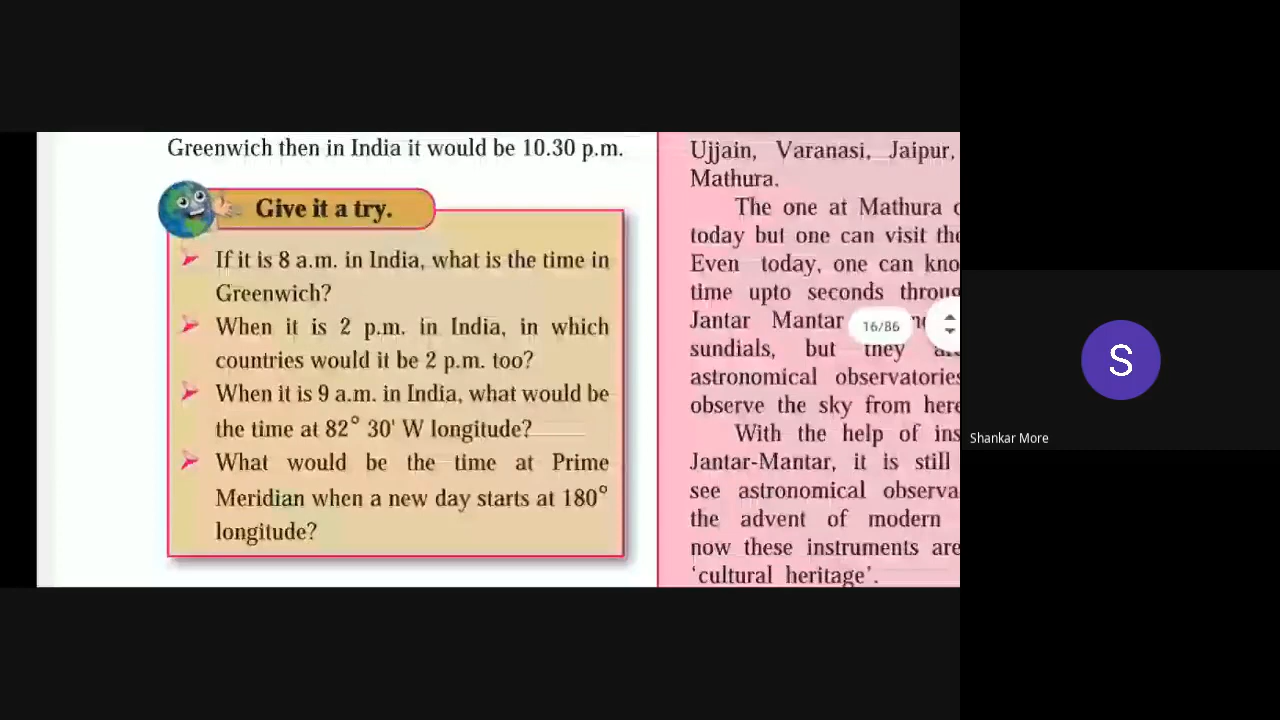 Greenwich then in India it would be 10.30 p.m.
Give it a try.
If it is 8 a.m. in India, what is the time in
Greenwich?
When it is 2 p.m. in India, in which
countries would it be 2 p.m. too?
When it is 9 a.m. in India, what would be
the time at 82° 30' W longitude?
What would be the time at Prime
Meridian when a new day starts at 180°
longitude?
Ujjain, Varanasi, Jaipur,
Mathura.
The one at Mathura
today but one can visit
Even today, one can
time upto seconds
Jantar Mantar
sundials, but they
astronomical observatories
observe the sky from here
With the help of
Jantar-Mantar, it is still
see astronomical
the advent of modern
now these instruments are
'cultural heritage'.
16/86
S
Shankar More